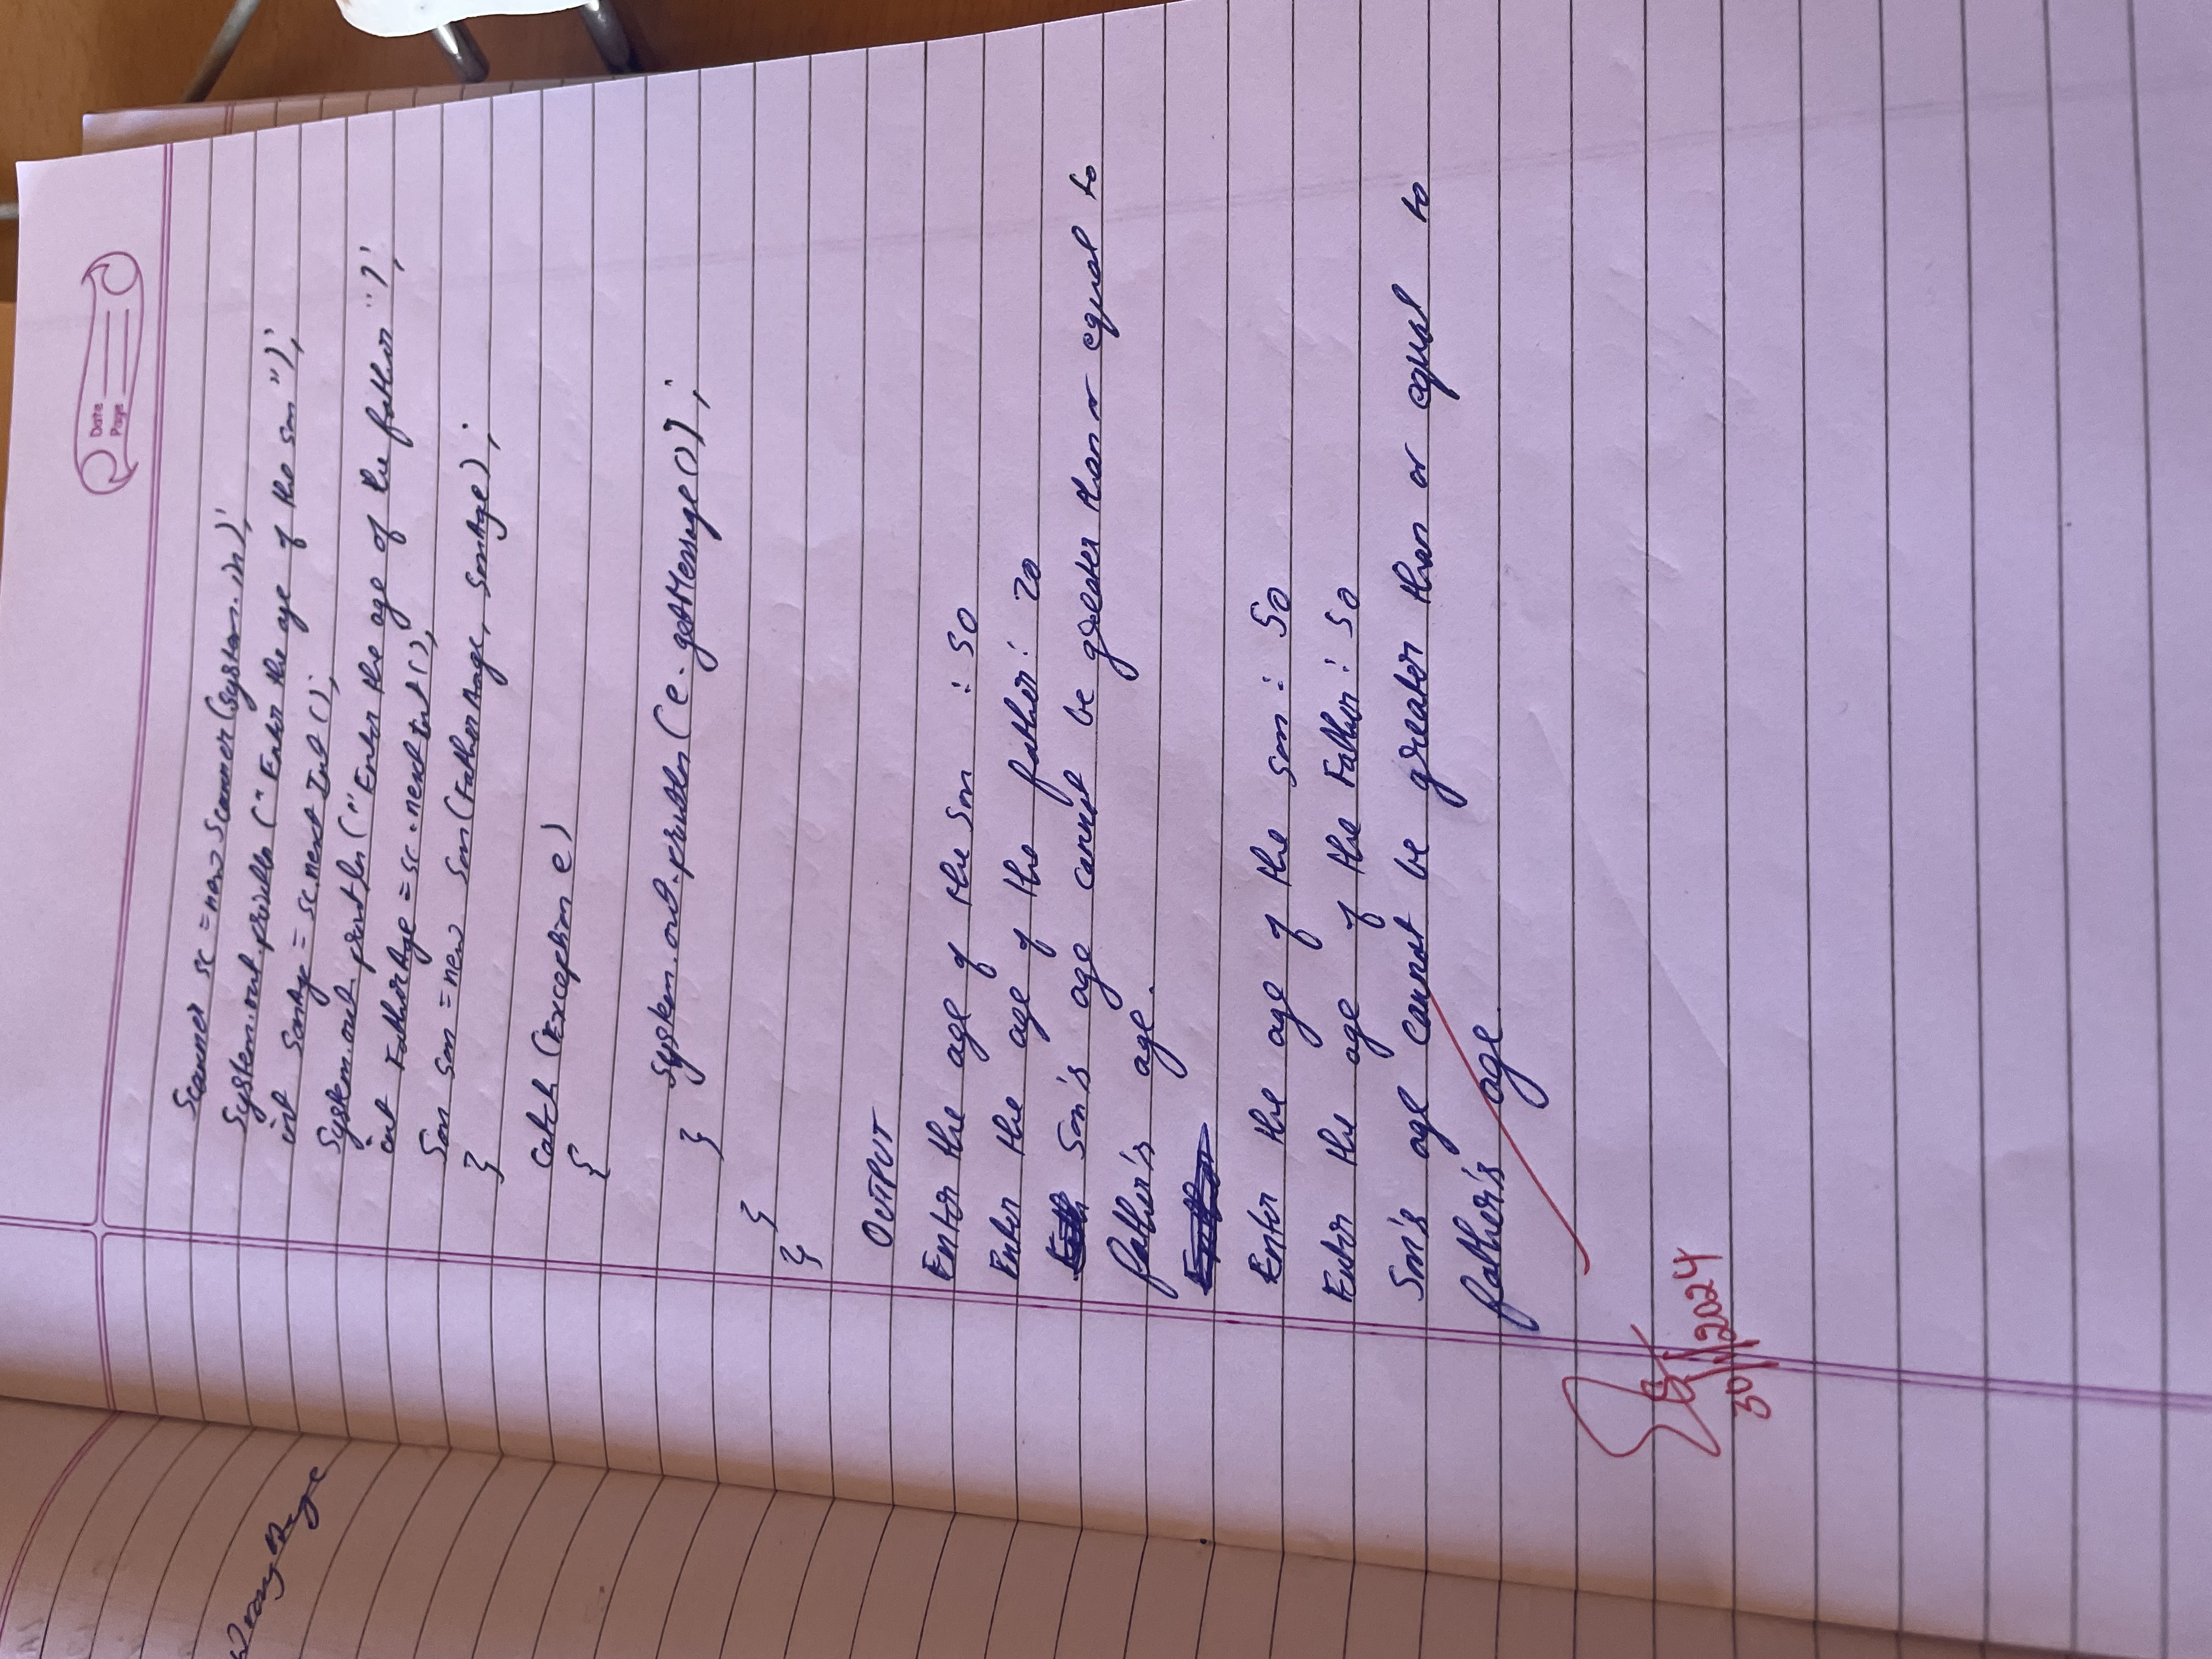 WrongAge
Date
Page
Scanner sc = new Scanner(System.in);
System.out.println ("Enter the age of the son");
int SonAge = sc.next Int ();
System.out.println ("Enter the age of the father");
int FatherAge = sc.next Int ();
Son son = new Son(FatherAage, SonAge);
}
catch (Exception e)
{
system.out.println (e.getMessage());
}
}
}
OUTPUT
Enter the age of the Son : 50
Enter the age of the father: 20
Son's age cannot be greater than or equal to
father's age.
Enter the age of the son: 50
Enter the age of the Father: 50
Son's age cannot be greater than or equal to
father's age.
30/1/2024